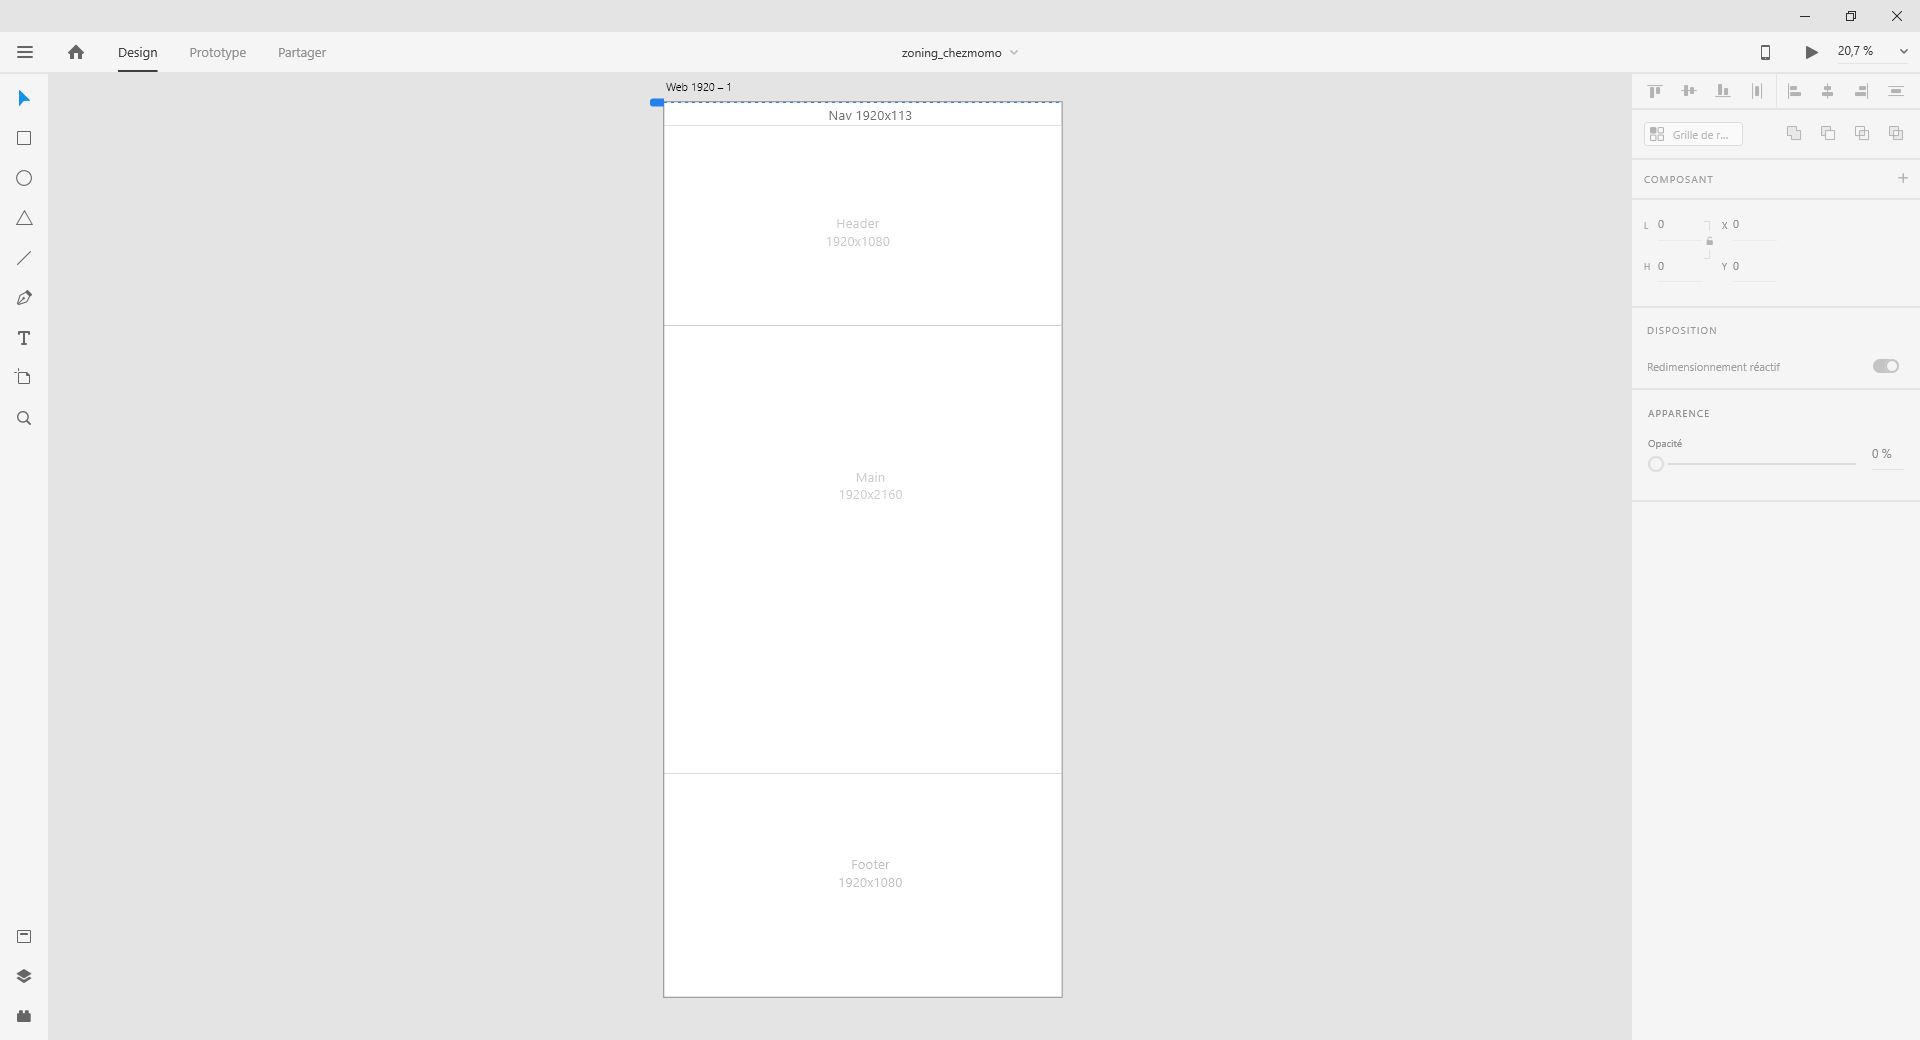 Design
Prototype
Partager
zoning_chezmomo
20,7 %
Web 1920 – 1
Nav 1920x113
Header
1920x1080
Main
1920x2160
Footer
1920x1080
Grille de r...
COMPOSANT
L 0
X 0
H 0
Y 0
DISPOSITION
Redimensionnement réactif
APPARENCE
Opacité
0 %